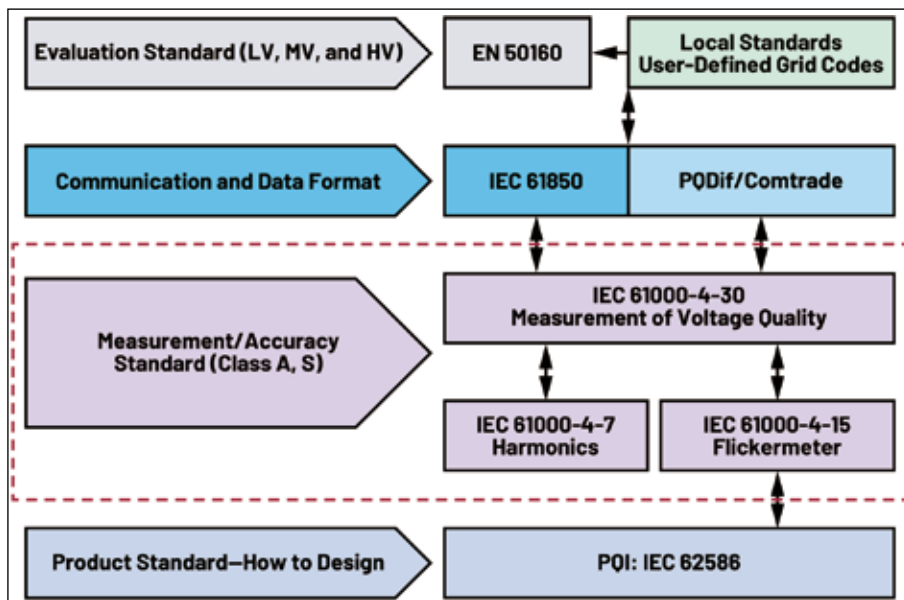 Evaluation Standard (LV, MV, and HV)
EN 50160
Local Standards
User-Defined Grid Codes
Communication and Data Format
IEC 61850
PQDif/Comtrade
Measurement/Accuracy
Standard (Class A, S)
IEC 61000-4-30
Measurement of Voltage Quality
IEC 61000-4-7
Harmonics
IEC 61000-4-15
Flickermeter
Product Standard—How to Design
PQI: IEC 62586